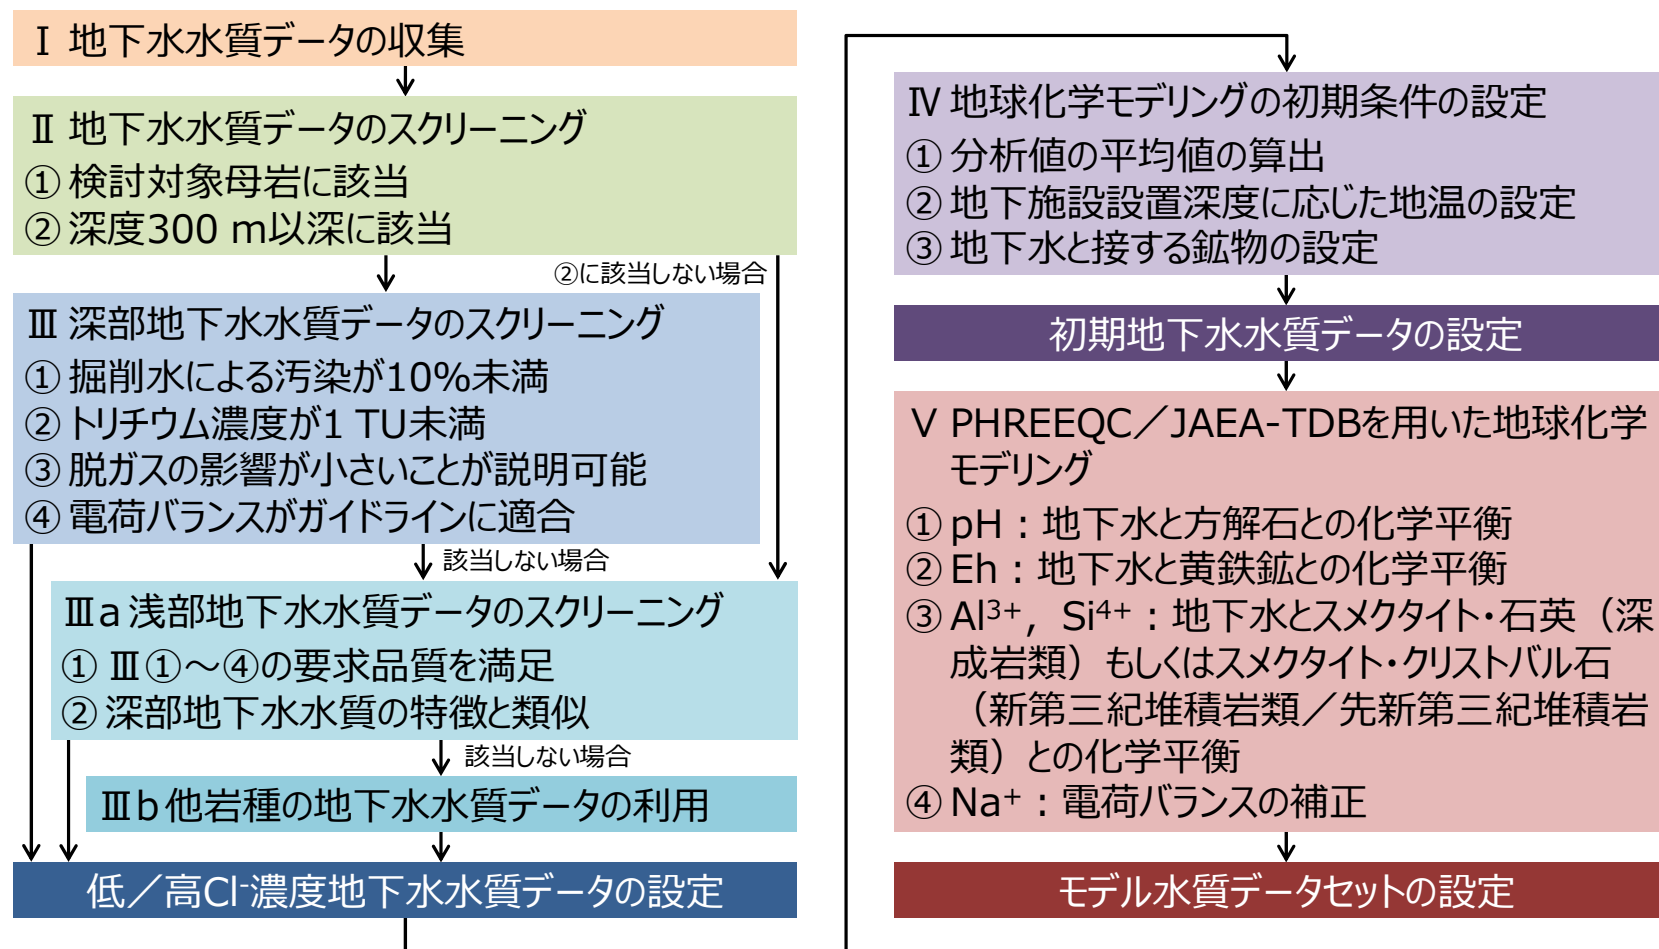 Ⅰ 地下水水質データの収集
Ⅱ 地下水水質データのスクリーニング
① 検討対象母岩に該当
② 深度300 m以深に該当
②に該当しない場合
Ⅲ 深部地下水水質データのスクリーニング
① 掘削水による汚染が10%未満
② トリチウム濃度が1 TU未満
③ 脱ガスの影響が小さいことが説明可能
④ 電荷バランスがガイドラインに適合
該当しない場合
Ⅲa 浅部地下水水質データのスクリーニング
① Ⅲ①～④の要求品質を満足
② 深部地下水水質の特徴と類似
該当しない場合
Ⅲb 他岩種の地下水水質データの利用
低／高Cl⁻濃度地下水水質データの設定
Ⅳ 地球化学モデリングの初期条件の設定
① 分析値の平均値の算出
② 地下施設設置深度に応じた地温の設定
③ 地下水と接する鉱物の設定
初期地下水水質データの設定
Ⅴ PHREEQC／JAEA-TDBを用いた地球化学
モデリング
① pH：地下水と方解石との化学平衡
② Eh：地下水と黄鉄鉱との化学平衡
③ Al³⁺, Si⁴⁺：地下水とスメクタイト・石英（深
成岩類）もしくはスメクタイト・クリストバル石
（新第三紀堆積岩類／先新第三紀堆積岩
類）との化学平衡
④ Na⁺：電荷バランスの補正
モデル水質データセットの設定